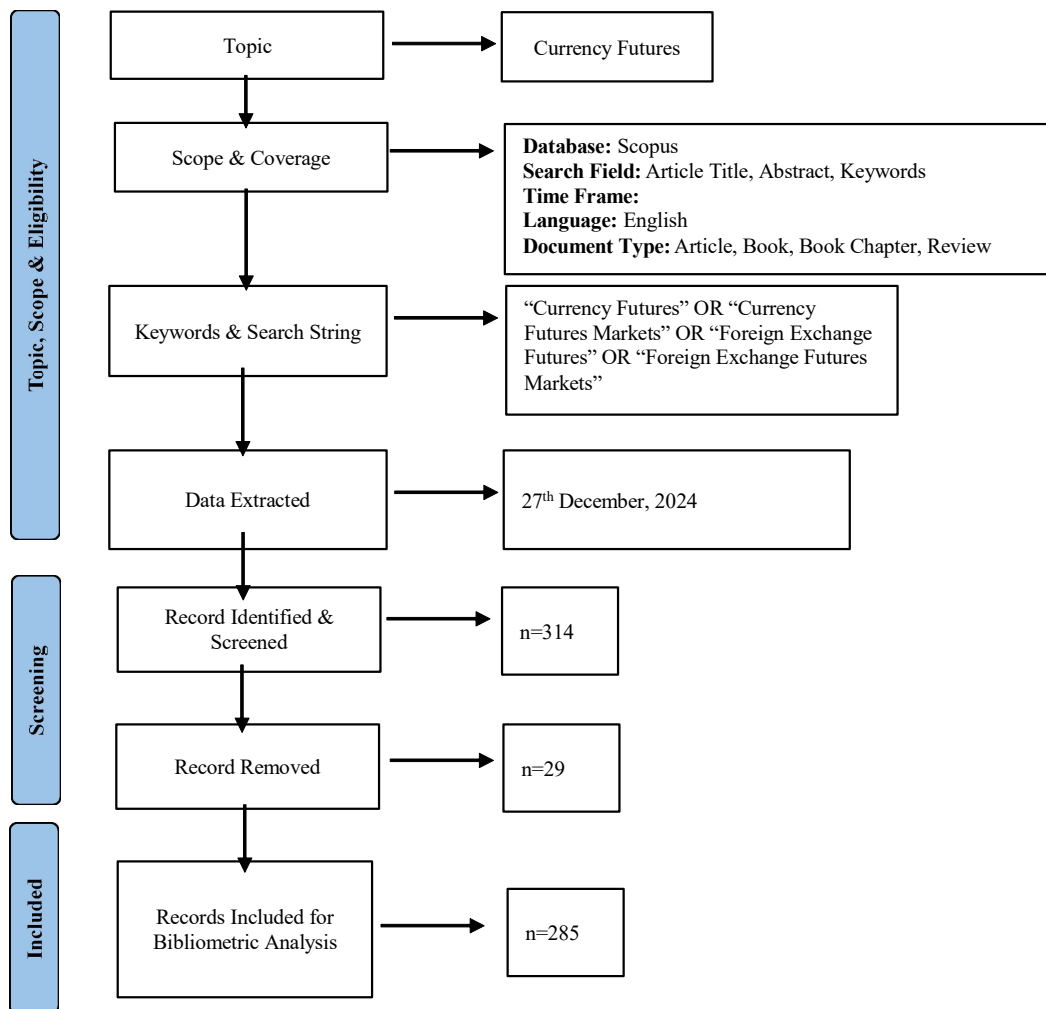 Topic, Scope & Eligibility
Topic
Currency Futures
Scope & Coverage
Database: Scopus
Search Field: Article Title, Abstract, Keywords
Time Frame:
Language: English
Document Type: Article, Book, Book Chapter, Review
Keywords & Search String
“Currency Futures” OR “Currency
Futures Markets” OR “Foreign Exchange
Futures” OR “Foreign Exchange Futures
Markets”
Data Extracted
27th December, 2024
Screening
Record Identified &
Screened
n=314
Record Removed
n=29
Included
Records Included for
Bibliometric Analysis
n=285